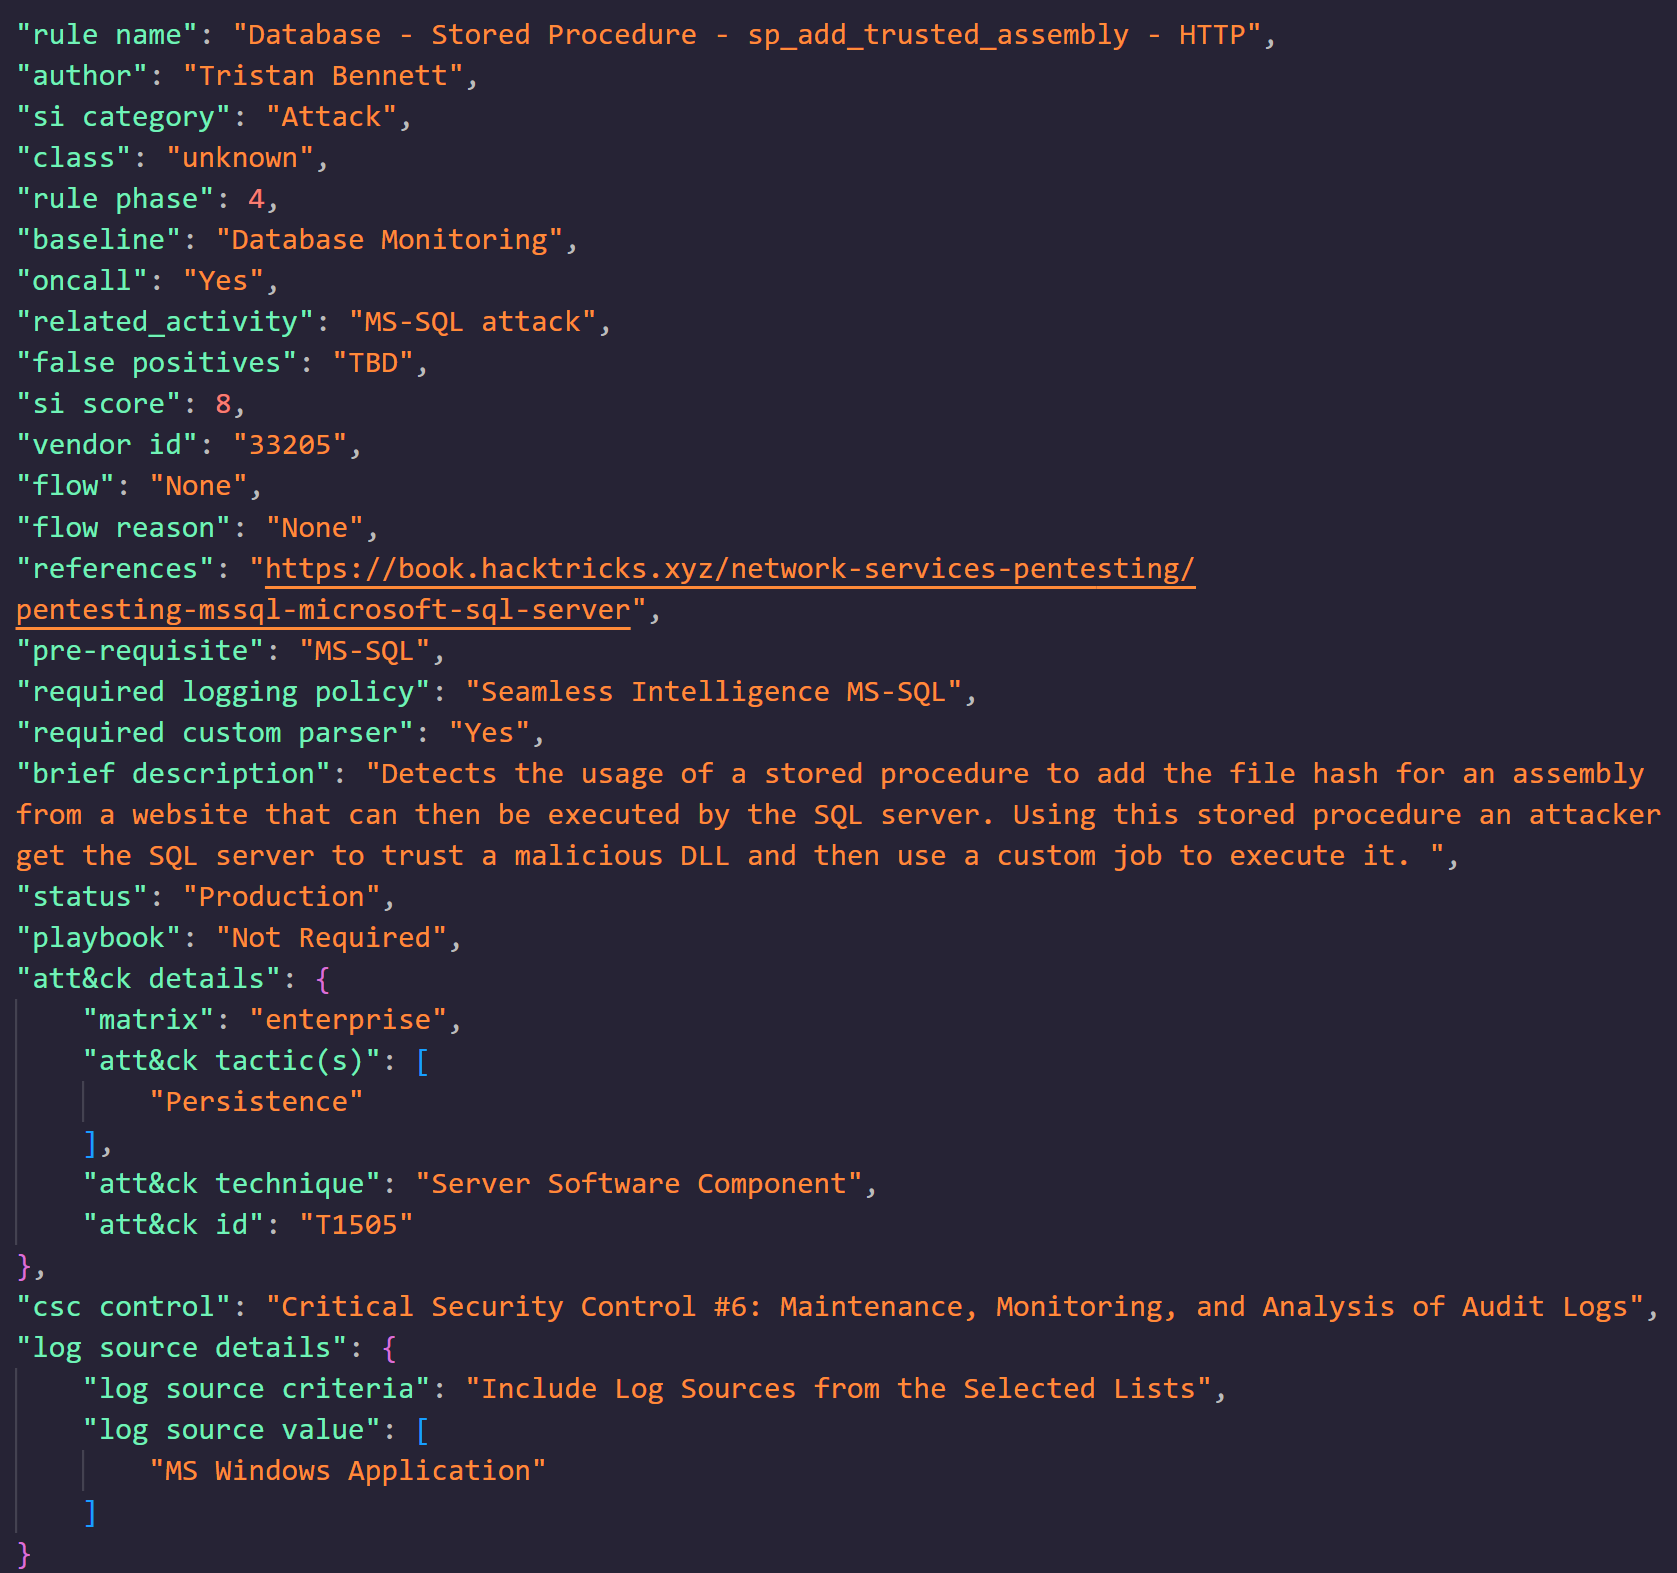 "rule name": "Database - Stored Procedure - sp_add_trusted_assembly - HTTP",
"author": "Tristan Bennett",
"si category": "Attack",
"class": "unknown",
"rule phase": 4,
"baseline": "Database Monitoring",
"oncall": "Yes",
"related_activity": "MS-SQL attack",
"false positives": "TBD",
"si score": 8,
"vendor id": "33205",
"flow": "None",
"flow reason": "None",
"references": "https://book.hacktricks.xyz/network-services-pentesting/
pentesting-mssql-microsoft-sql-server",
"pre-requisite": "MS-SQL",
"required logging policy": "Seamless Intelligence MS-SQL",
"required custom parser": "Yes",
"brief description": "Detects the usage of a stored procedure to add the file hash for an assembly
from a website that can then be executed by the SQL server. Using this stored procedure an attacker
get the SQL server to trust a malicious DLL and then use a custom job to execute it. ",
"status": "Production",
"playbook": "Not Required",
"att&ck details": {
    "matrix": "enterprise",
    "att&ck tactic(s)": [
        "Persistence"
    ],
    "att&ck technique": "Server Software Component",
    "att&ck id": "T1505"
},
"csc control": "Critical Security Control #6: Maintenance, Monitoring, and Analysis of Audit Logs",
"log source details": {
    "log source criteria": "Include Log Sources from the Selected Lists",
    "log source value": [
        "MS Windows Application"
    ]
}